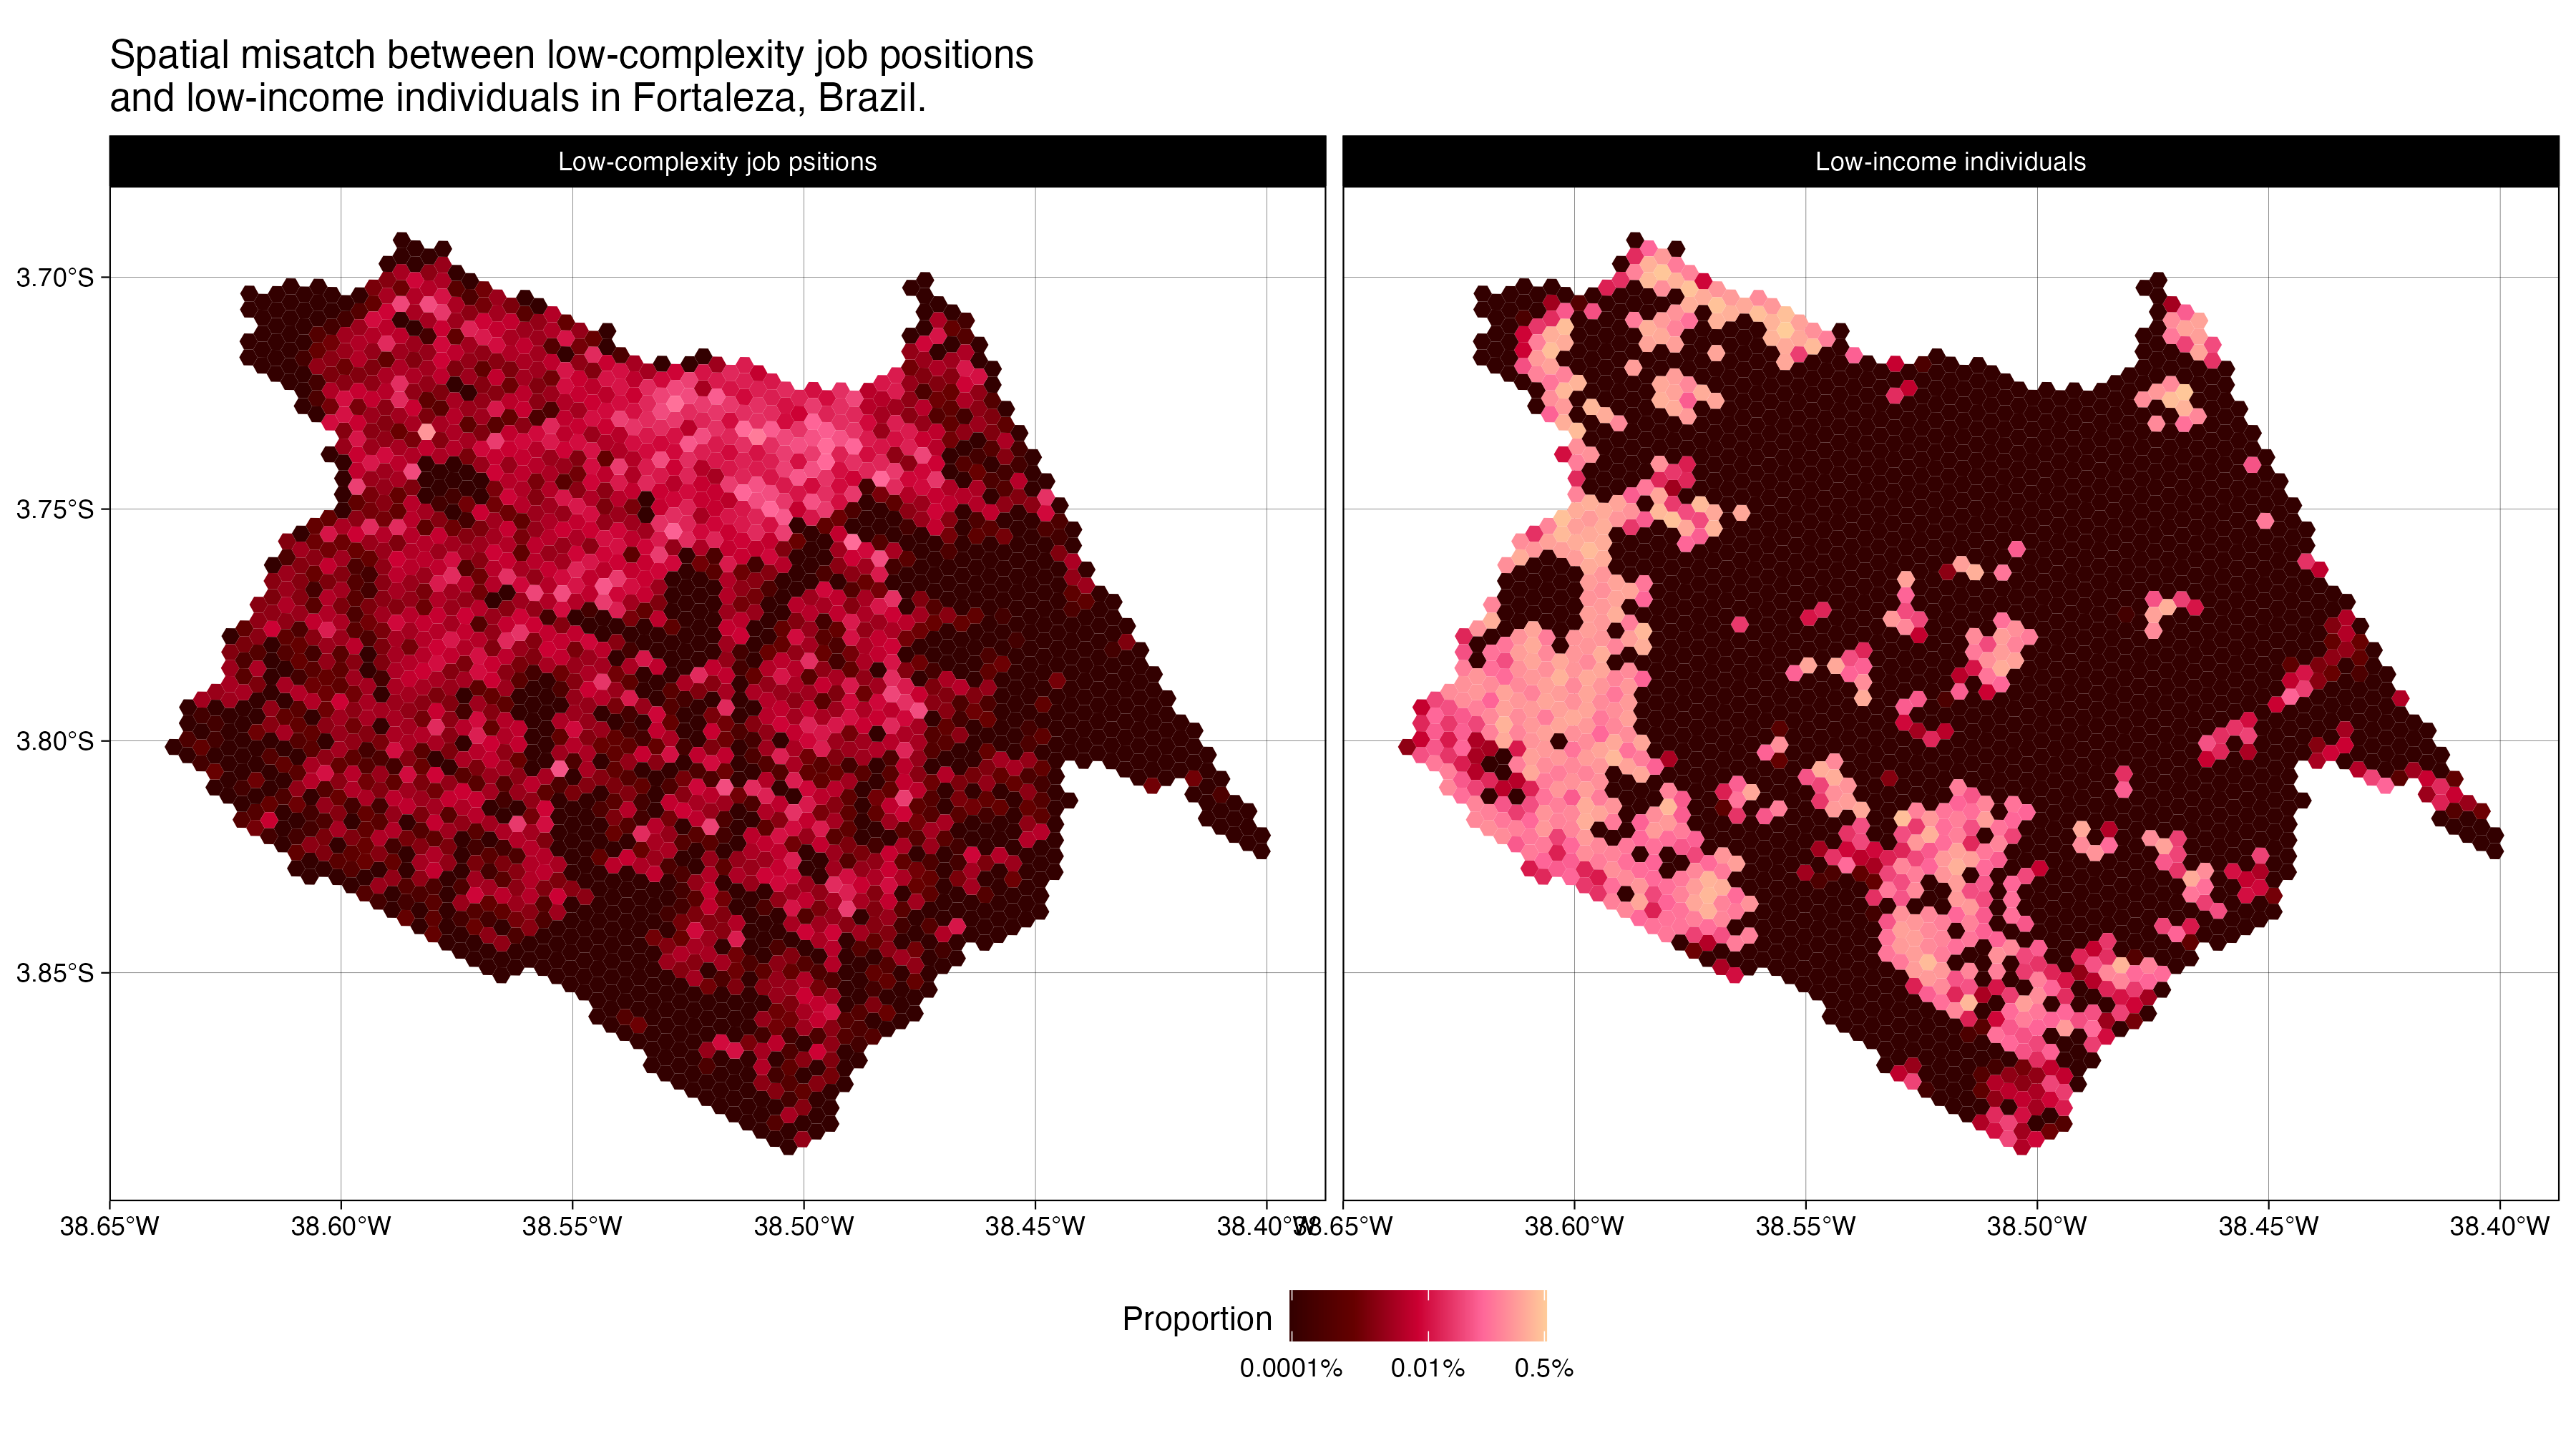 Spatial misatch between low-complexity job positions
and low-income individuals in Fortaleza, Brazil.
Low-complexity job psitions
Low-income individuals
3.70°S
3.75°S
3.80°S
3.85°S
38.65°W 38.60°W 38.55°W 38.50°W 38.45°W 38.40°W
38.65°W 38.60°W 38.55°W 38.50°W 38.45°W 38.40°W
Proportion
0.0001% 0.01% 0.5%